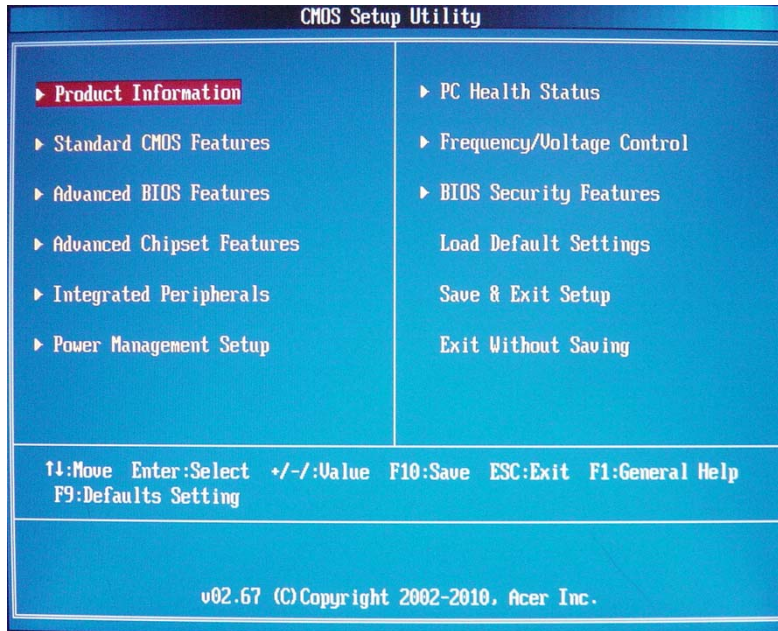 CMOS Setup Utility
▶ Product Information
▶ Standard CMOS Features
▶ Advanced BIOS Features
▶ Advanced Chipset Features
▶ Integrated Peripherals
▶ Power Management Setup
▶ PC Health Status
▶ Frequency/Voltage Control
▶ BIOS Security Features
Load Default Settings
Save & Exit Setup
Exit Without Saving
↑↓:Move Enter:Select +/-/:Value F10:Save ESC:Exit F1:General Help
F9:Defaults Setting
v02.67 (C)Copyright 2002-2010, Acer Inc.